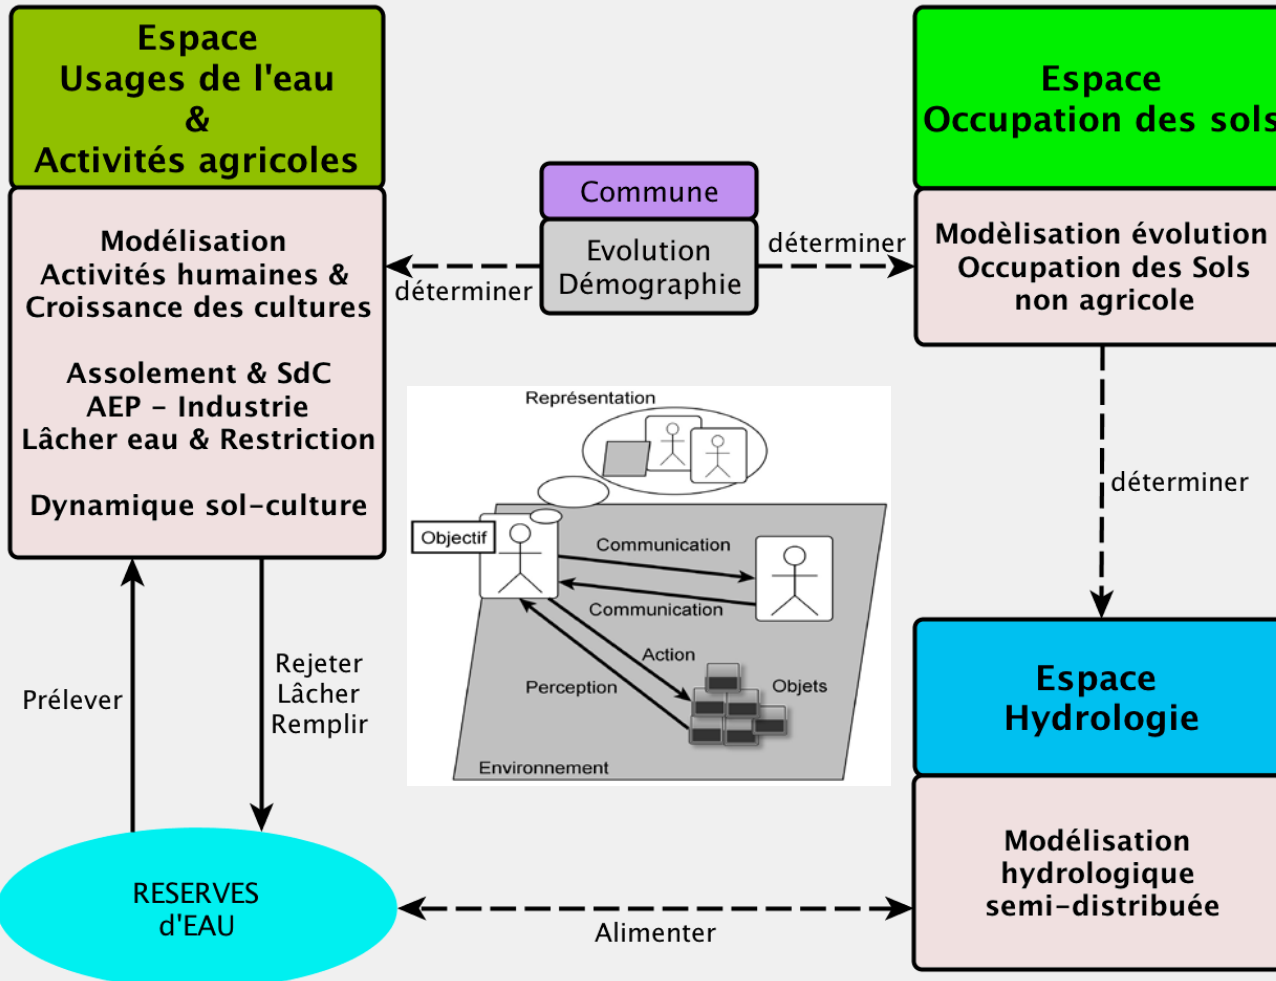 Espace
Usages de l'eau
&
Activités agricoles
Modélisation
Activités humaines &
Croissance des cultures
Assolement & SdC
AEP – Industrie
Lâcher eau & Restriction
Dynamique sol–culture
Commune
Evolution
Démographie
déterminer
déterminer
Espace
Occupation des sols
Modèlisation évolution
Occupation des Sols
non agricole
déterminer
Représentation
Objectif
Communication
Communication
Action
Perception
Objets
Environnement
Prélever
Rejeter
Lâcher
Remplir
Espace
Hydrologie
Modélisation
hydrologique
semi–distribuée
RESERVES
d'EAU
Alimenter